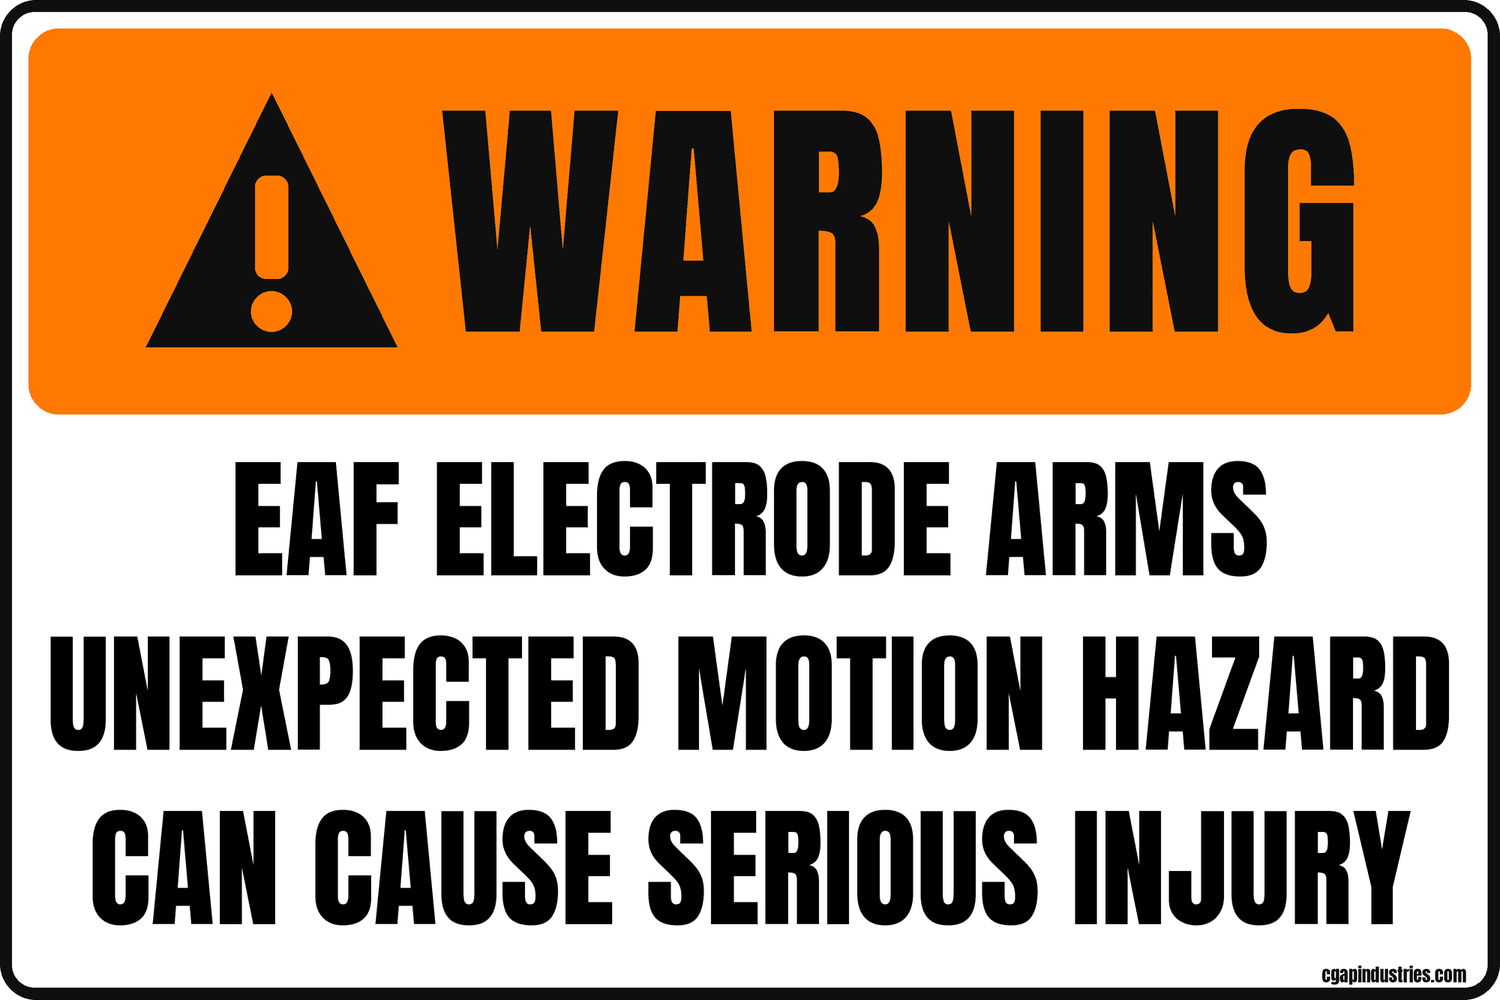 WARNING
EAF ELECTRODE ARMS
UNEXPECTED MOTION HAZARD
CAN CAUSE SERIOUS INJURY
cgapindustries.com